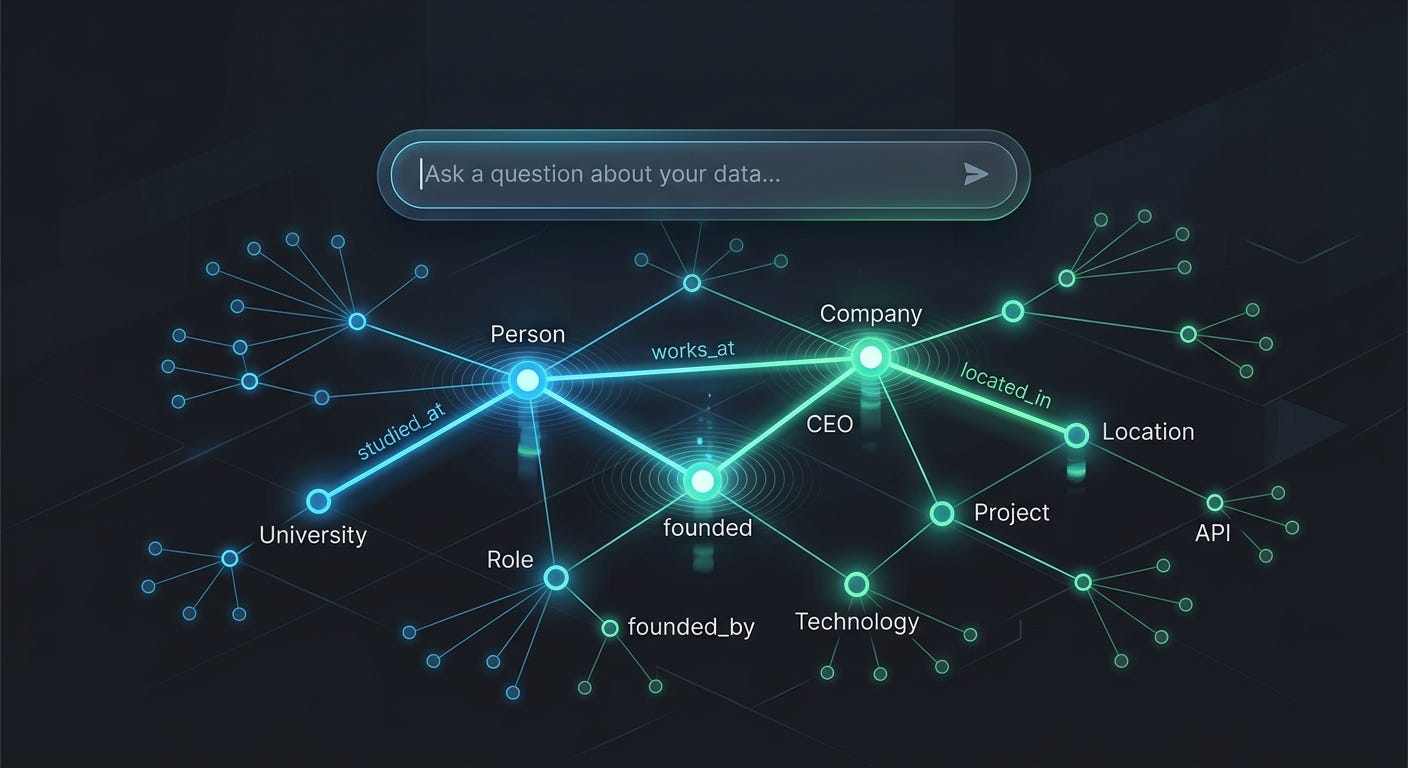 Ask a question about your data...
Person
Company
works_at
located_in
studied_at
CEO
Location
University
founded
Project
API
Role
founded_by
Technology